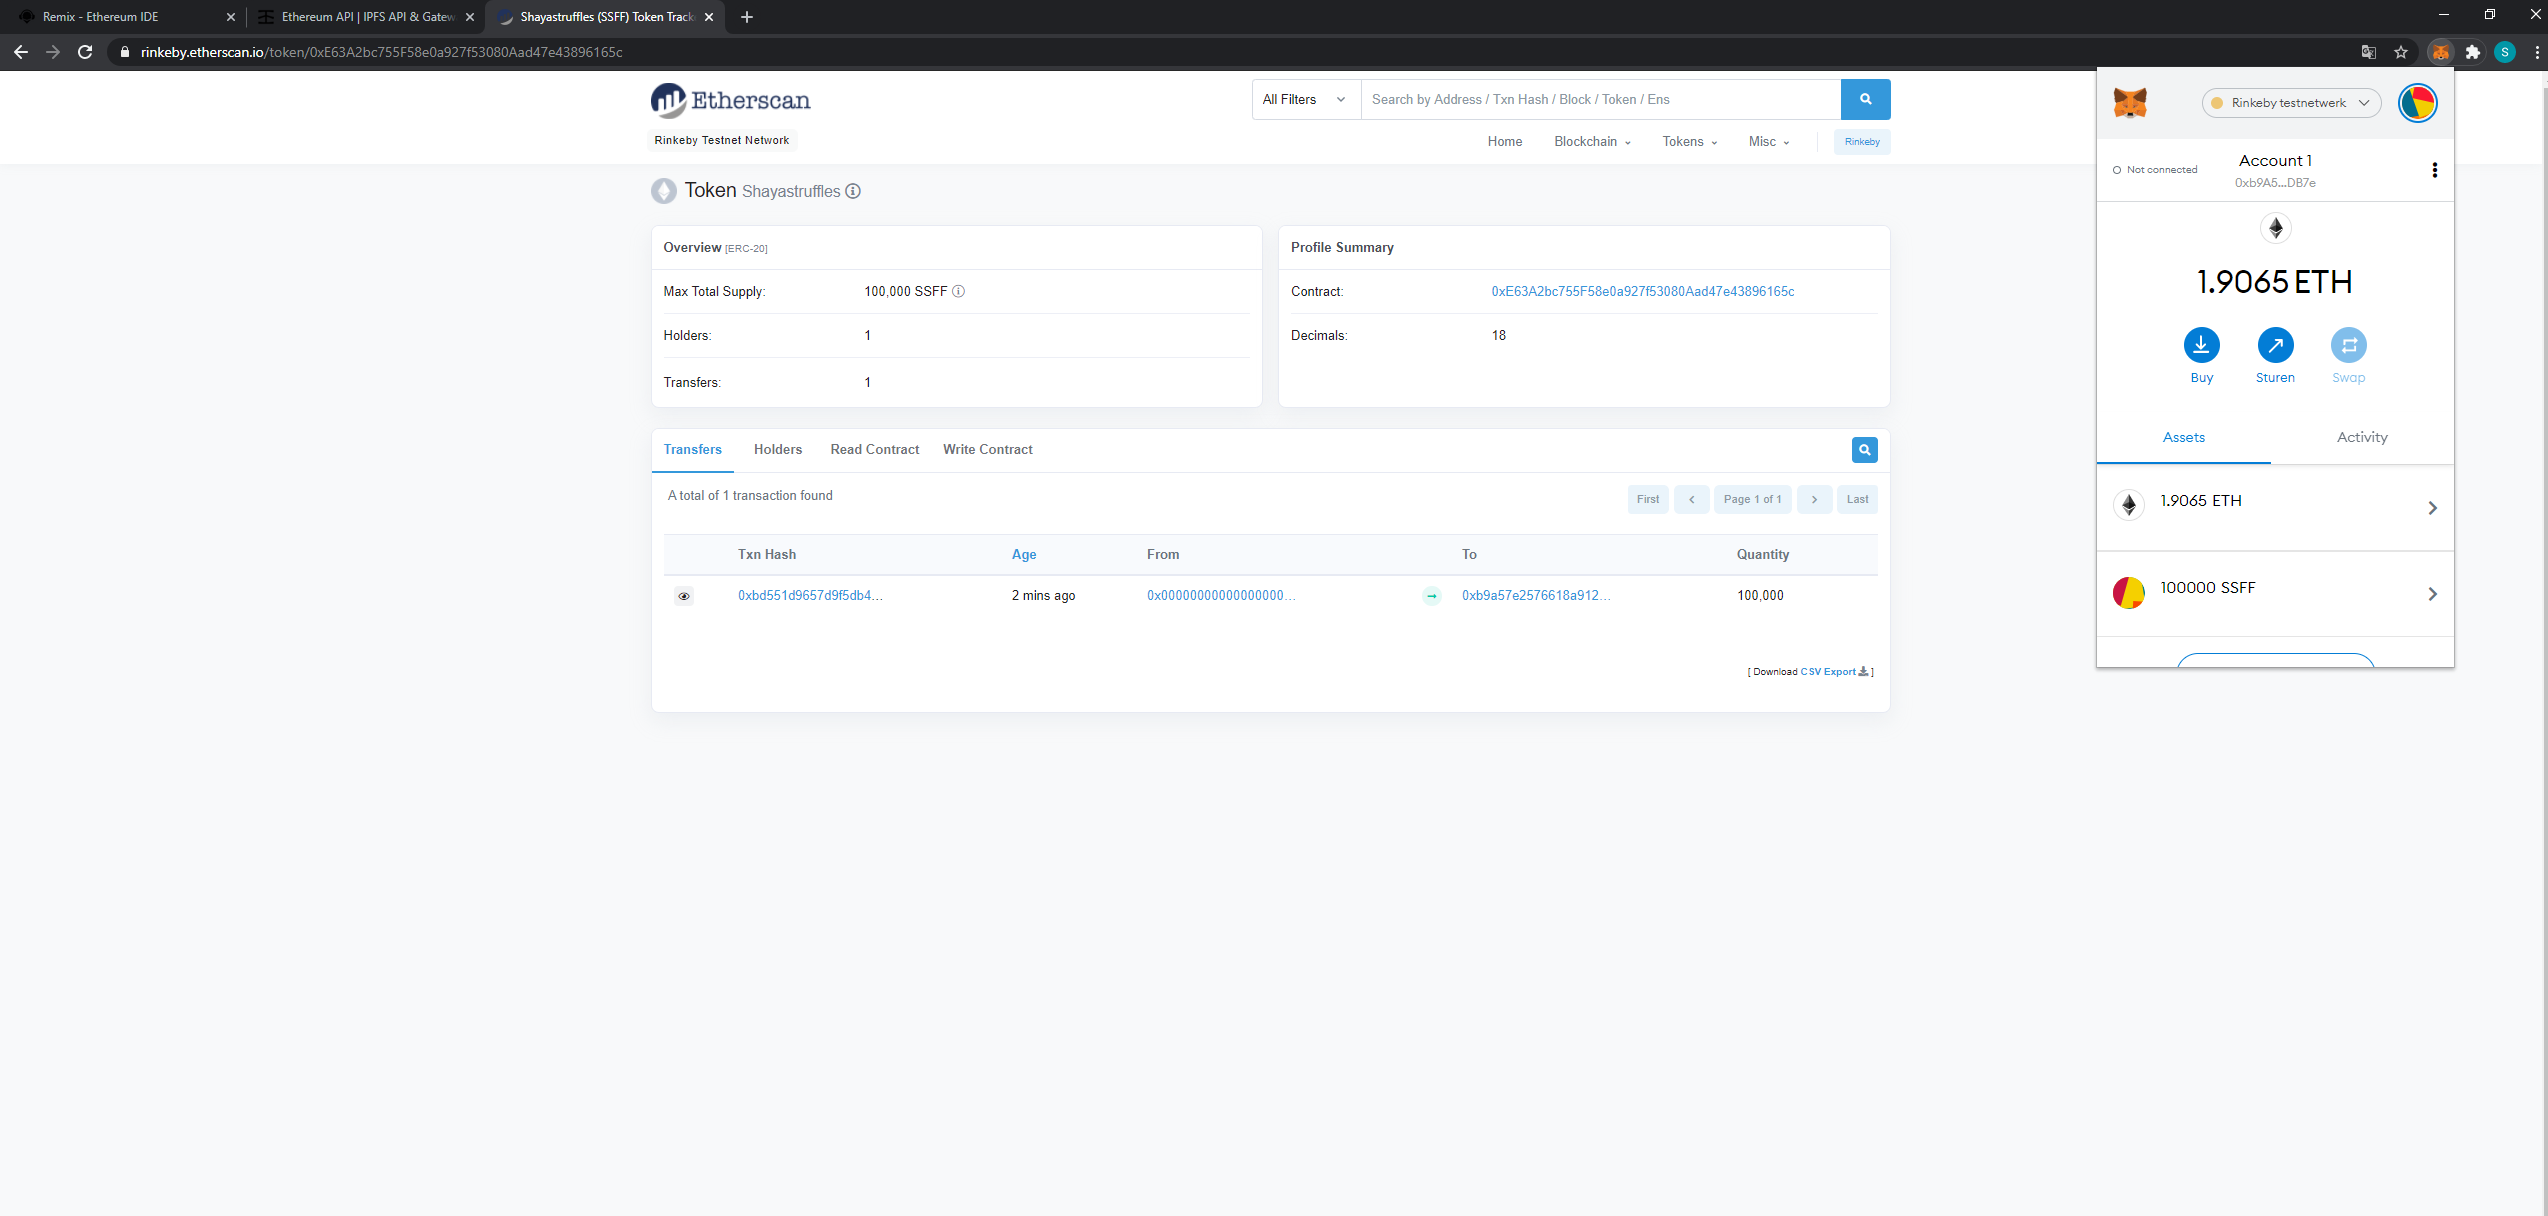 Remix - Ethereum IDE
Ethereum API | IPFS API & Gatew
Shayastruffles (SSFF) Token Track
rinkeby.etherscan.io/token/0xE63A2bc755F58e0a927f53080Aad47e43896165c
S
Etherscan
All Filters
Search by Address / Txn Hash / Block / Token / Ens
Rinkeby Testnet Network
Home
Blockchain
Tokens
Misc
Rinkeby
Token Shayastruffles
Overview [ERC-20]
Max Total Supply: 100,000 SSFF
Holders: 1
Transfers: 1
Profile Summary
Contract: 0xE63A2bc755F58e0a927f53080Aad47e43896165c
Decimals: 18
Transfers
Holders
Read Contract
Write Contract
A total of 1 transaction found
First
Page 1 of 1
Last
Txn Hash Age From To Quantity
0xbd551d9657d9f5db4... 2 mins ago 0x00000000000000000... 0xb9a57e2576618a912... 100,000
[ Download CSV Export ]
Rinkeby testnetwerk
Not connected
Account 1
0xb9A5...DB7e
1.9065 ETH
Buy
Sturen
Swap
Assets
Activity
1.9065 ETH
100000 SSFF